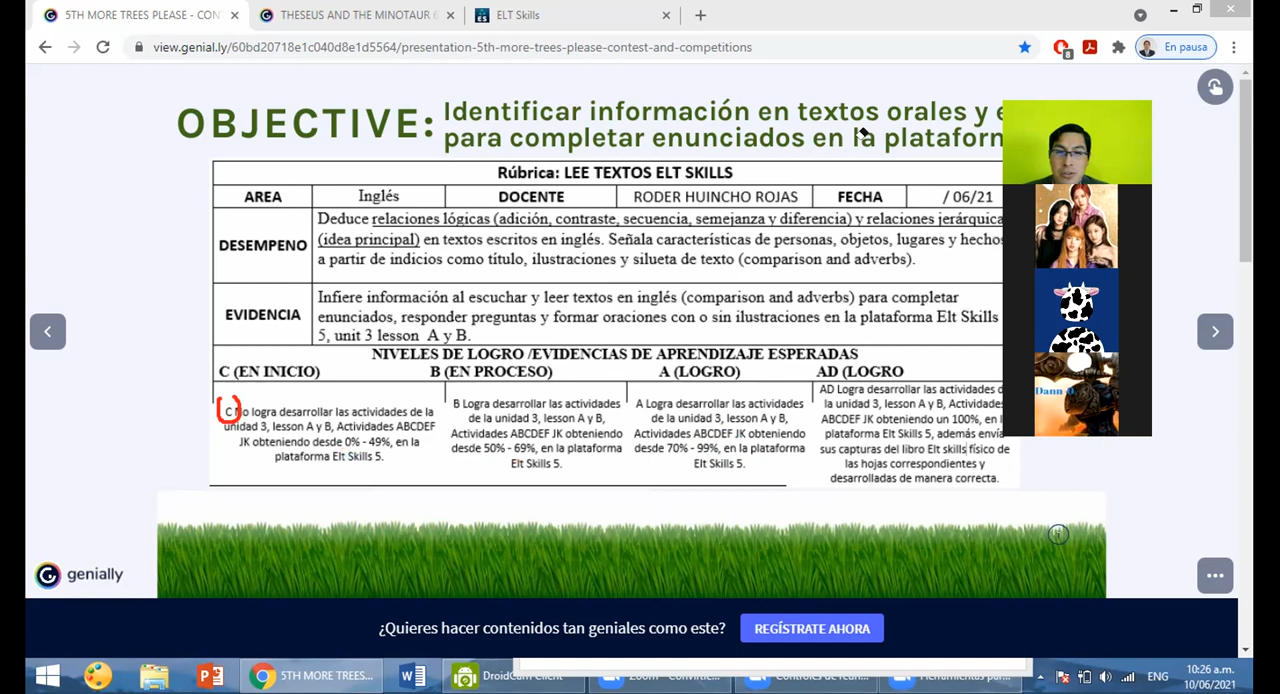 5TH MORE TREES PLEASE - CON
THESEUS AND THE MINOTAUR
ELT Skills
view.genial.ly/60bd20718e1c040d8e1d5564/presentation-5th-more-trees-please-contest-and-competitions
8
En pausa
OBJECTIVE: Identificar información en textos orales y
para completar enunciados en la
Rúbrica: LEE TEXTOS ELT SKILLS
AREA Inglés DOCENTE RODER HUINCHO ROJAS FECHA / 06/21
DESEMPENO
Deduce relaciones lógicas (adición, contraste, secuencia, semejanza y diferencia) y relaciones jerárquica
(idea principal) en textos escritos en inglés. Señala características de personas, objetos, lugares y hechos
a partir de indicios como título, ilustraciones y silueta de texto (comparison and adverbs).
EVIDENCIA
Infiere información al escuchar y leer textos en inglés (comparison and adverbs) para completar
enunciados, responder preguntas y formar oraciones con o sin ilustraciones en la plataforma Elt Skills
5, unit 3 lesson A y B.
NIVELES DE LOGRO /EVIDENCIAS DE APRENDIZAJE ESPERADAS
C (EN INICIO) B (EN PROCESO) A (LOGRO) AD (LOGRO
C No logra desarrollar las actividades de la
unidad 3, lesson A y B, Actividades ABCDEF
JK obteniendo desde 0% - 49%, en la
plataforma Elt Skills 5.
B Logra desarrollar las actividades
de la unidad 3, lesson A y B,
Actividades ABCDEF JK obteniendo
desde 50% - 69%, en la plataforma
Elt Skills 5.
A Logra desarrollar las actividades
de la unidad 3, lesson A y B,
Actividades ABCDEF JK obteniendo
desde 70% - 99%, en la plataforma
Elt Skills 5.
AD Logra desarrollar las actividades
la unidad 3, lesson A y B, Actividades
ABCDEF JK obteniendo un 100%, en
plataforma Elt Skills 5, además envía
sus capturas del libro Elt skills físico de
las hojas correspondientes y
desarrolladas de manera correcta.
Dann
genially
¿Quieres hacer contenidos tan geniales como este?
REGÍSTRATE AHORA
5TH MORE TREES...
DroidCam Client
ENG
10:26 a.m.
10/06/2021